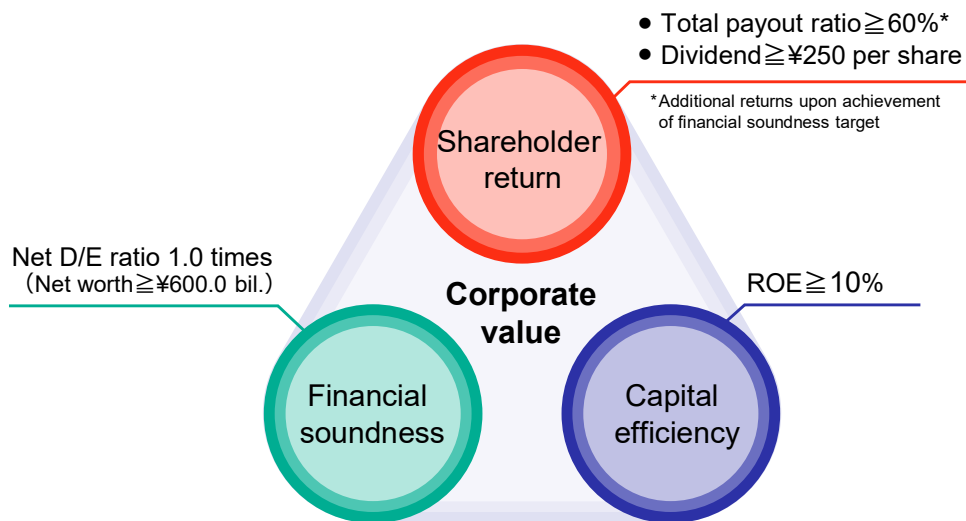 ● Total payout ratio≧60%*
● Dividend≧¥250 per share
*Additional returns upon achievement
of financial soundness target
Shareholder
return
Net D/E ratio 1.0 times
（Net worth≧¥600.0 bil.）
Corporate
value
ROE≧10%
Financial
soundness
Capital
efficiency